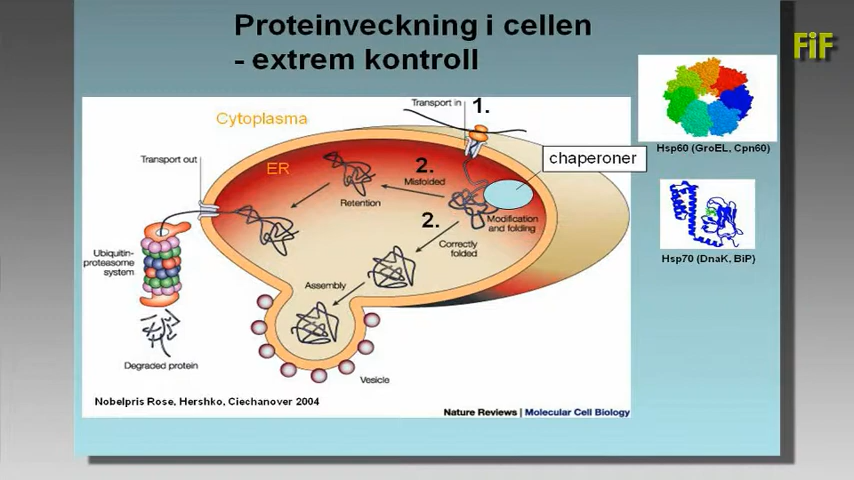 Proteinveckning i cellen
- extrem kontroll
FiF
Transport in
1.
Cytoplasma
chaperoner
Hsp60 (GroEL, Cpn60)
Transport out
ER
2.
Misfolded
Retention
2.
Modification
and folding
Correctly
folded
Hsp70 (DnaK, BiP)
Ubiquitin-
proteasome
system
Assembly
Degraded protein
Vesicle
Nobelpris Rose, Hershko, Ciechanover 2004
Nature Reviews | Molecular Cell Biology